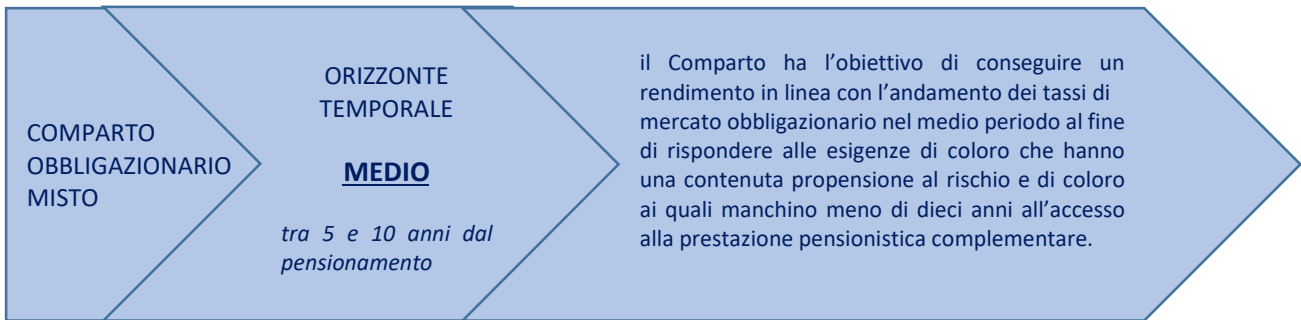 COMPARTO
OBBLIGAZIONARIO
MISTO
ORIZZONTE
TEMPORALE
MEDIO
tra 5 e 10 anni dal
pensionamento
il Comparto ha l’obiettivo di conseguire un
rendimento in linea con l’andamento dei tassi di
mercato obbligazionario nel medio periodo al fine
di rispondere alle esigenze di coloro che hanno
una contenuta propensione al rischio e di coloro
ai quali manchino meno di dieci anni all’accesso
alla prestazione pensionistica complementare.